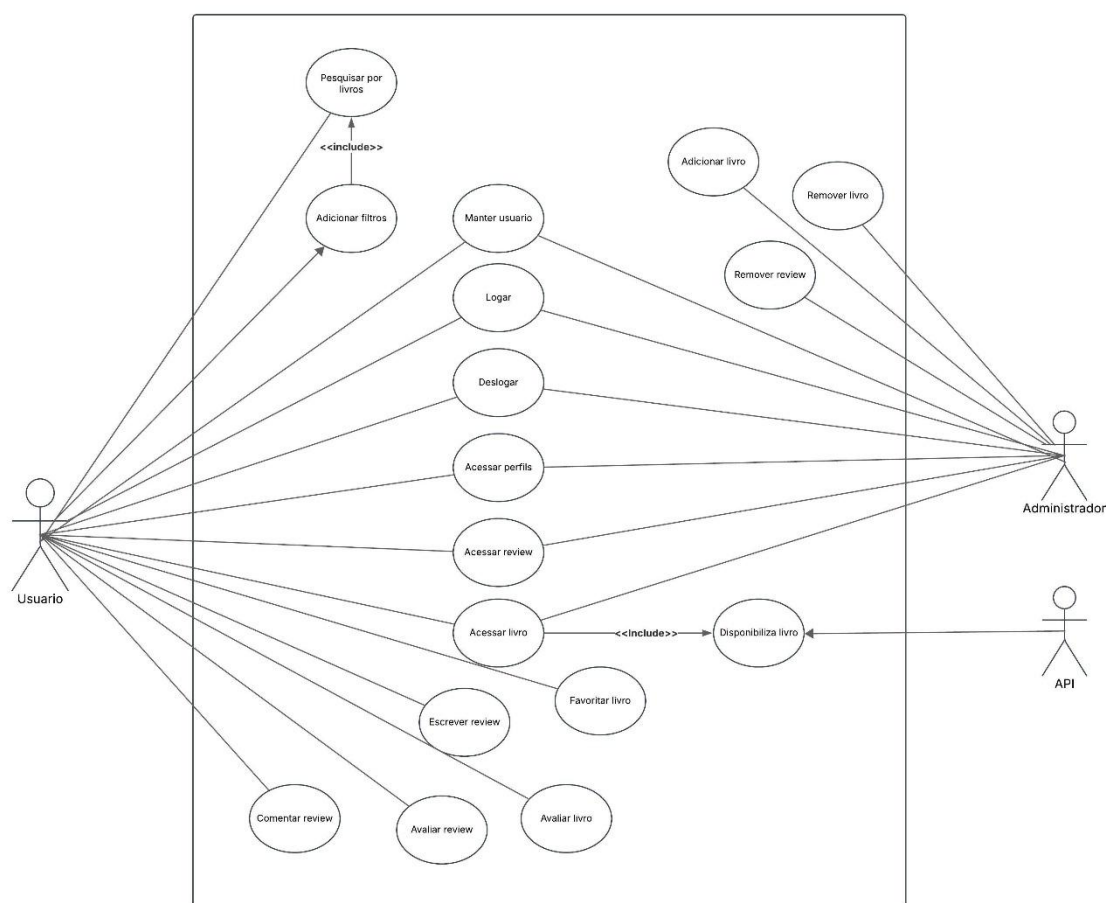 Pesquisar por
livros
<<include>>
Adicionar livro
Remover livro
Adicionar filtros
Manter usuario
Remover review
Logar
Deslogar
Acessar perfils
Administrador
Acessar review
Usuario
Acessar livro
<<Include>>
Disponibiliza livro
API
Favoritar livro
Escrever review
Comentar review
Avaliar review
Avaliar livro